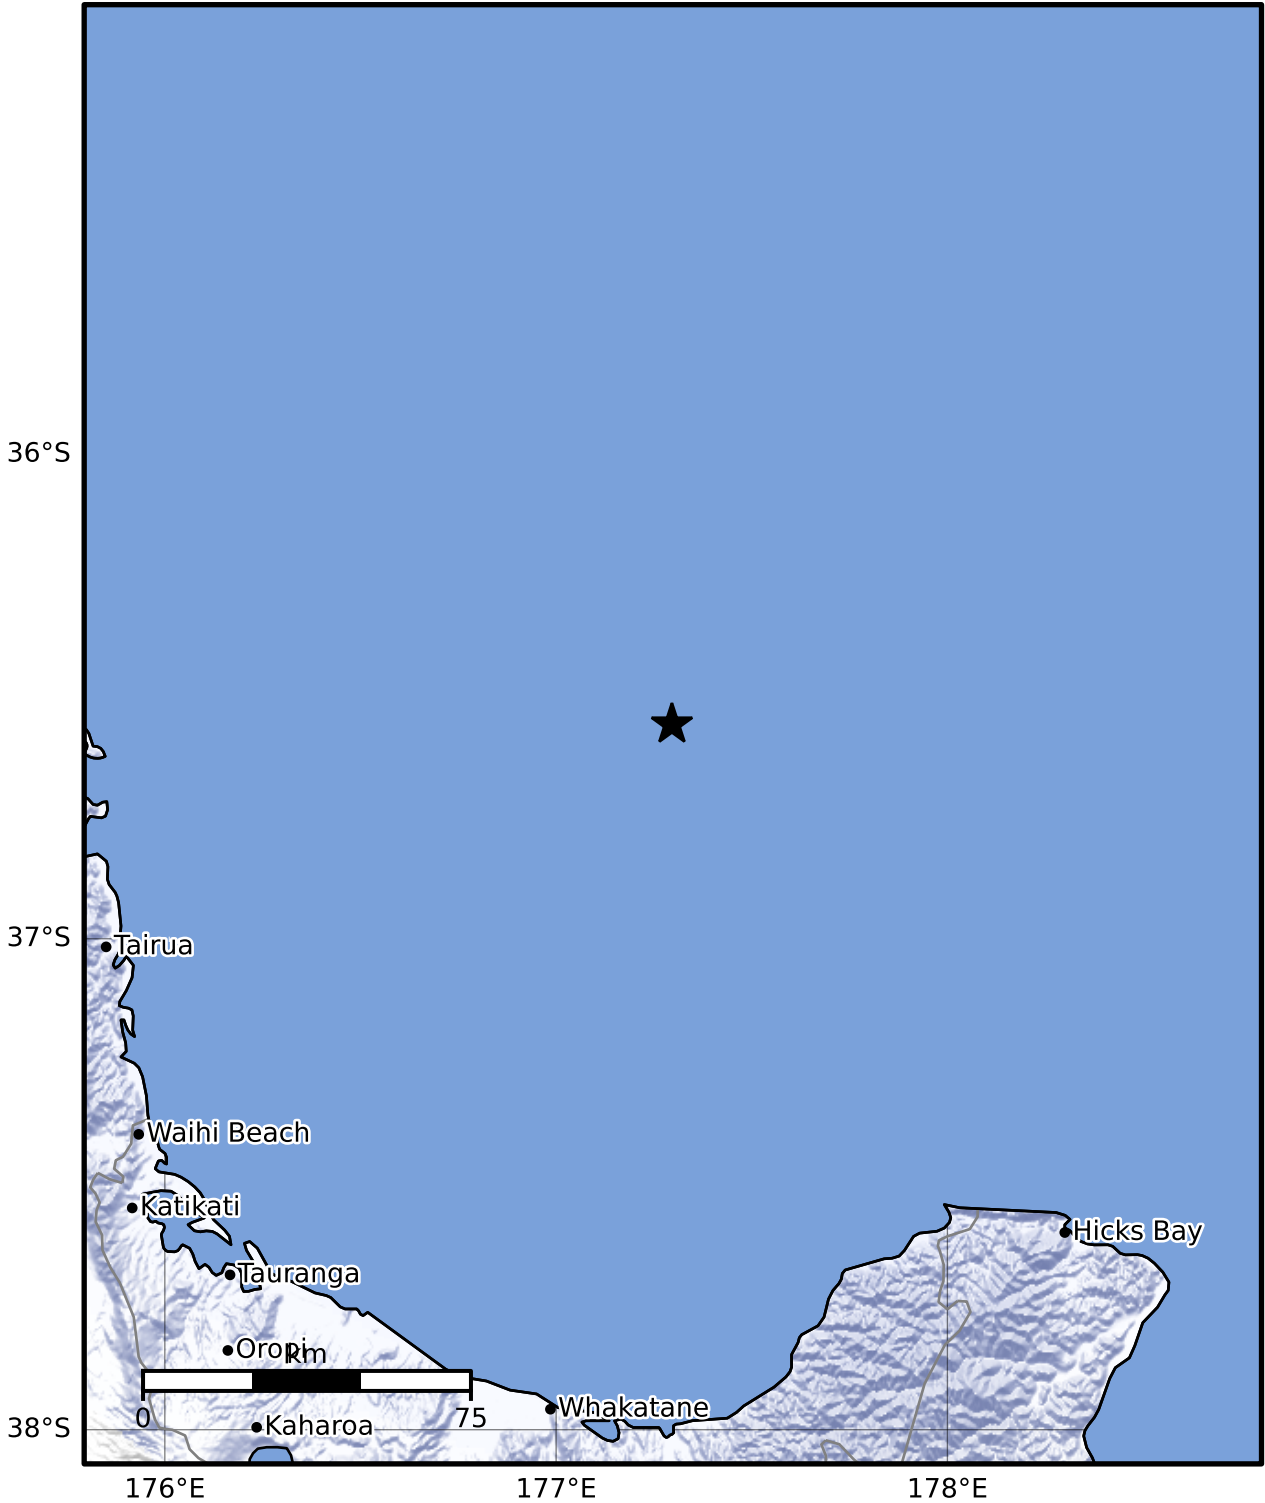 36°S
37°S
Tairua
Waihi Beach
Katikati
Hicks Bay
Tauranga
Oropi
km
Whakatane
0
75
Kaharoa
38°S
176°E
177°E
178°E